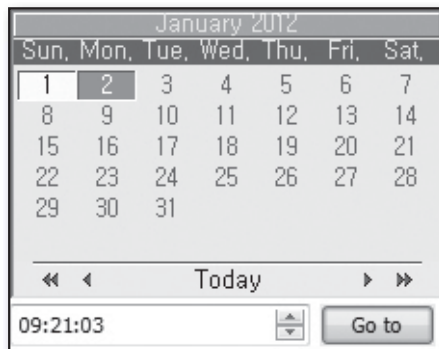 January 2012
Sun, Mon, Tue, Wed, Thu, Fri, Sat,
1 2 3 4 5 6 7
8 9 10 11 12 13 14
15 16 17 18 19 20 21
22 23 24 25 26 27 28
29 30 31
Today
09:21:03 Go to